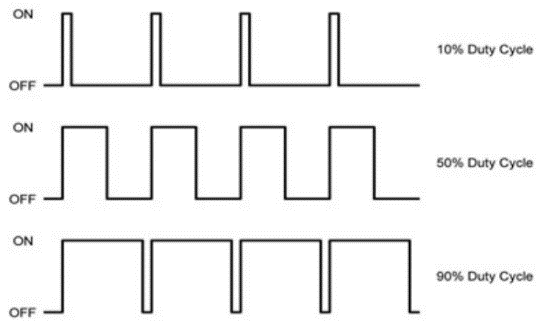 ON
10% Duty Cycle
OFF
ON
50% Duty Cycle
OFF
ON
90% Duty Cycle
OFF